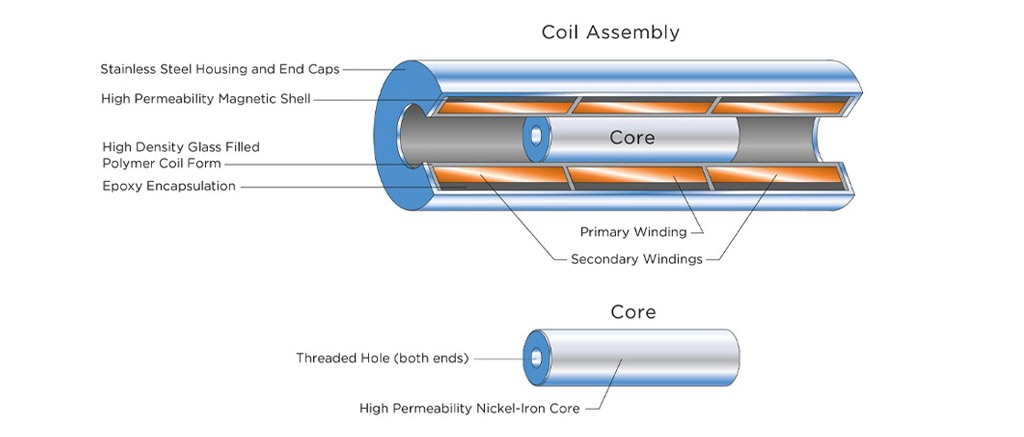 Coil Assembly
Stainless Steel Housing and End Caps
High Permeability Magnetic Shell
High Density Glass Filled
Polymer Coil Form
Epoxy Encapsulation
Core
Primary Winding
Secondary Windings
Core
Threaded Hole (both ends)
High Permeability Nickel-Iron Core